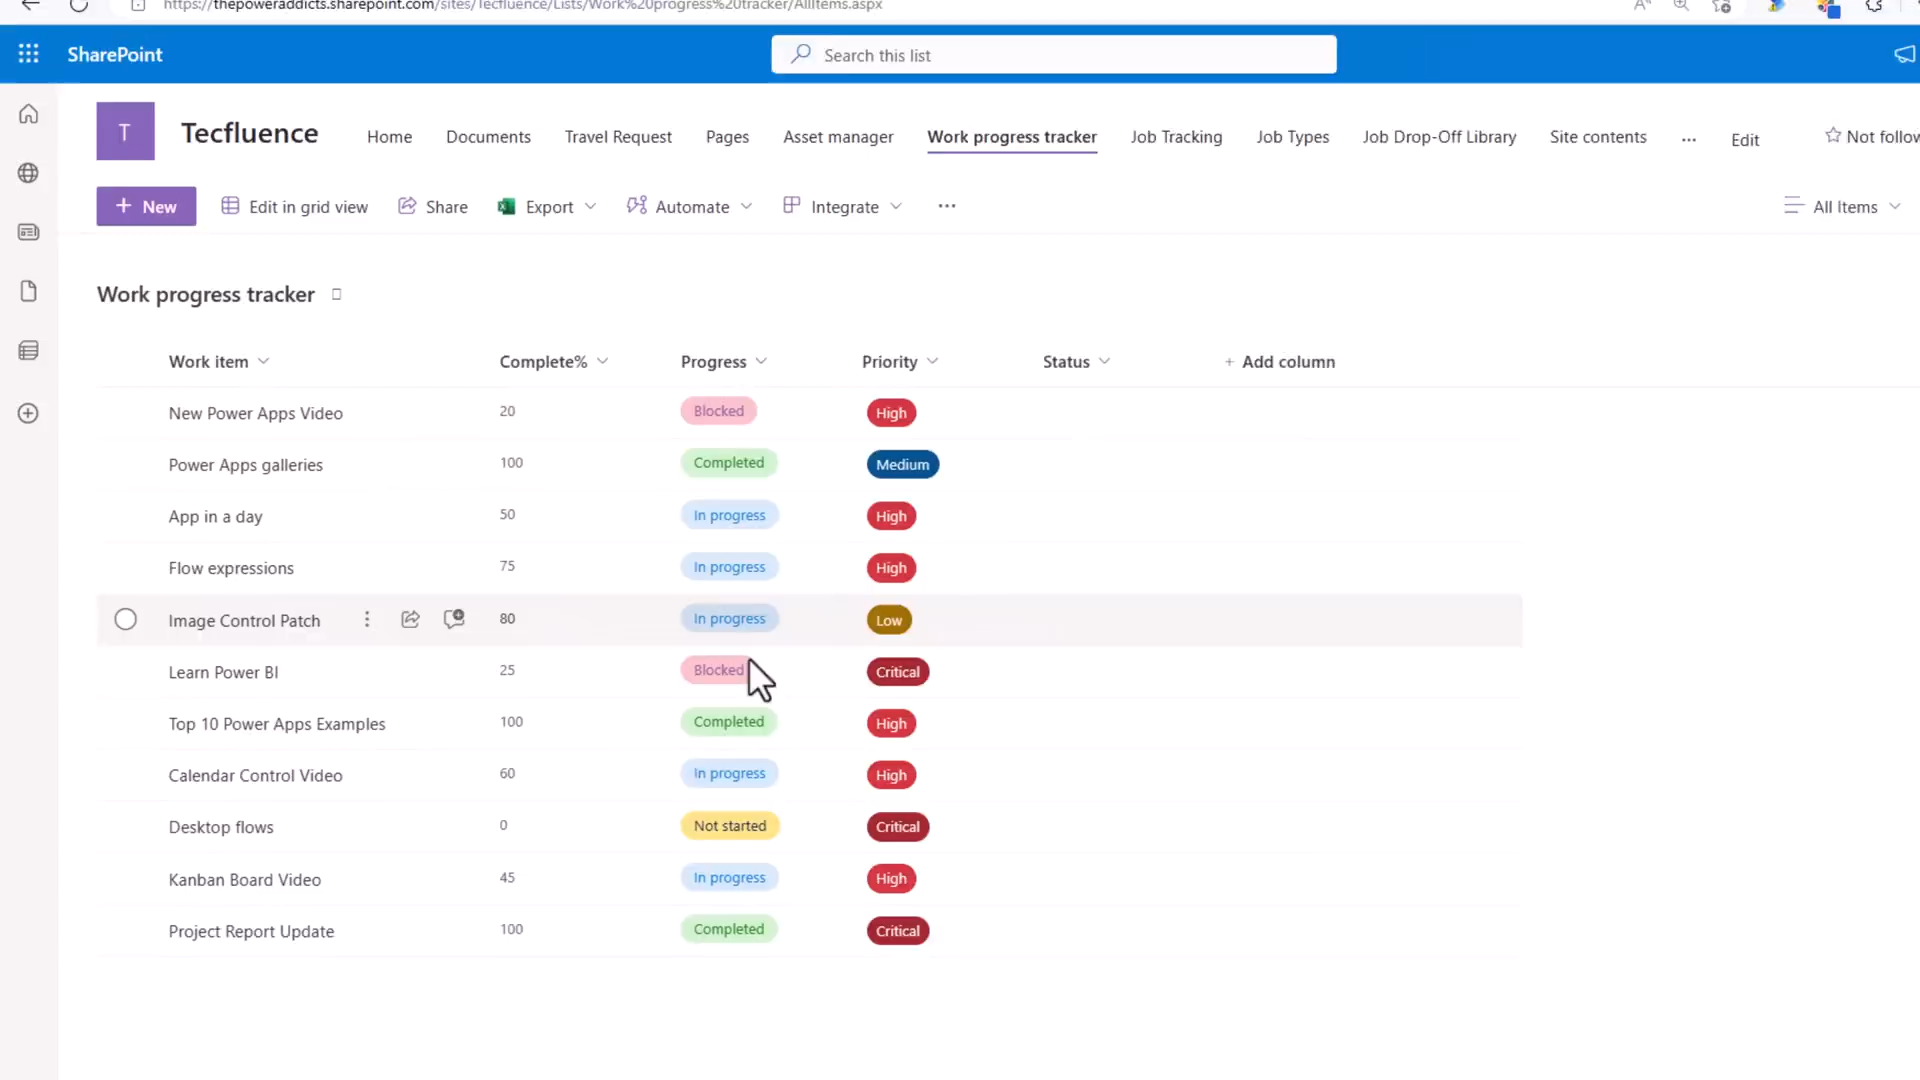 https://thepoweraddicts.sharepoint.com/sites/Tecfluence/Lists/Work%20progress%20tracker/AllItems.aspx
SharePoint
Search this list
T
Tecfluence
Home Documents Travel Request Pages Asset manager Work progress tracker Job Tracking Job Types Job Drop-Off Library Site contents ... Edit Not follow
+ New Edit in grid view Share Export Automate Integrate ... All Items
Work progress tracker
Work item Complete% Progress Priority Status + Add column
New Power Apps Video 20 Blocked High
Power Apps galleries 100 Completed Medium
App in a day 50 In progress High
Flow expressions 75 In progress High
Image Control Patch 80 In progress Low
Learn Power BI 25 Blocked Critical
Top 10 Power Apps Examples 100 Completed High
Calendar Control Video 60 In progress High
Desktop flows 0 Not started Critical
Kanban Board Video 45 In progress High
Project Report Update 100 Completed Critical